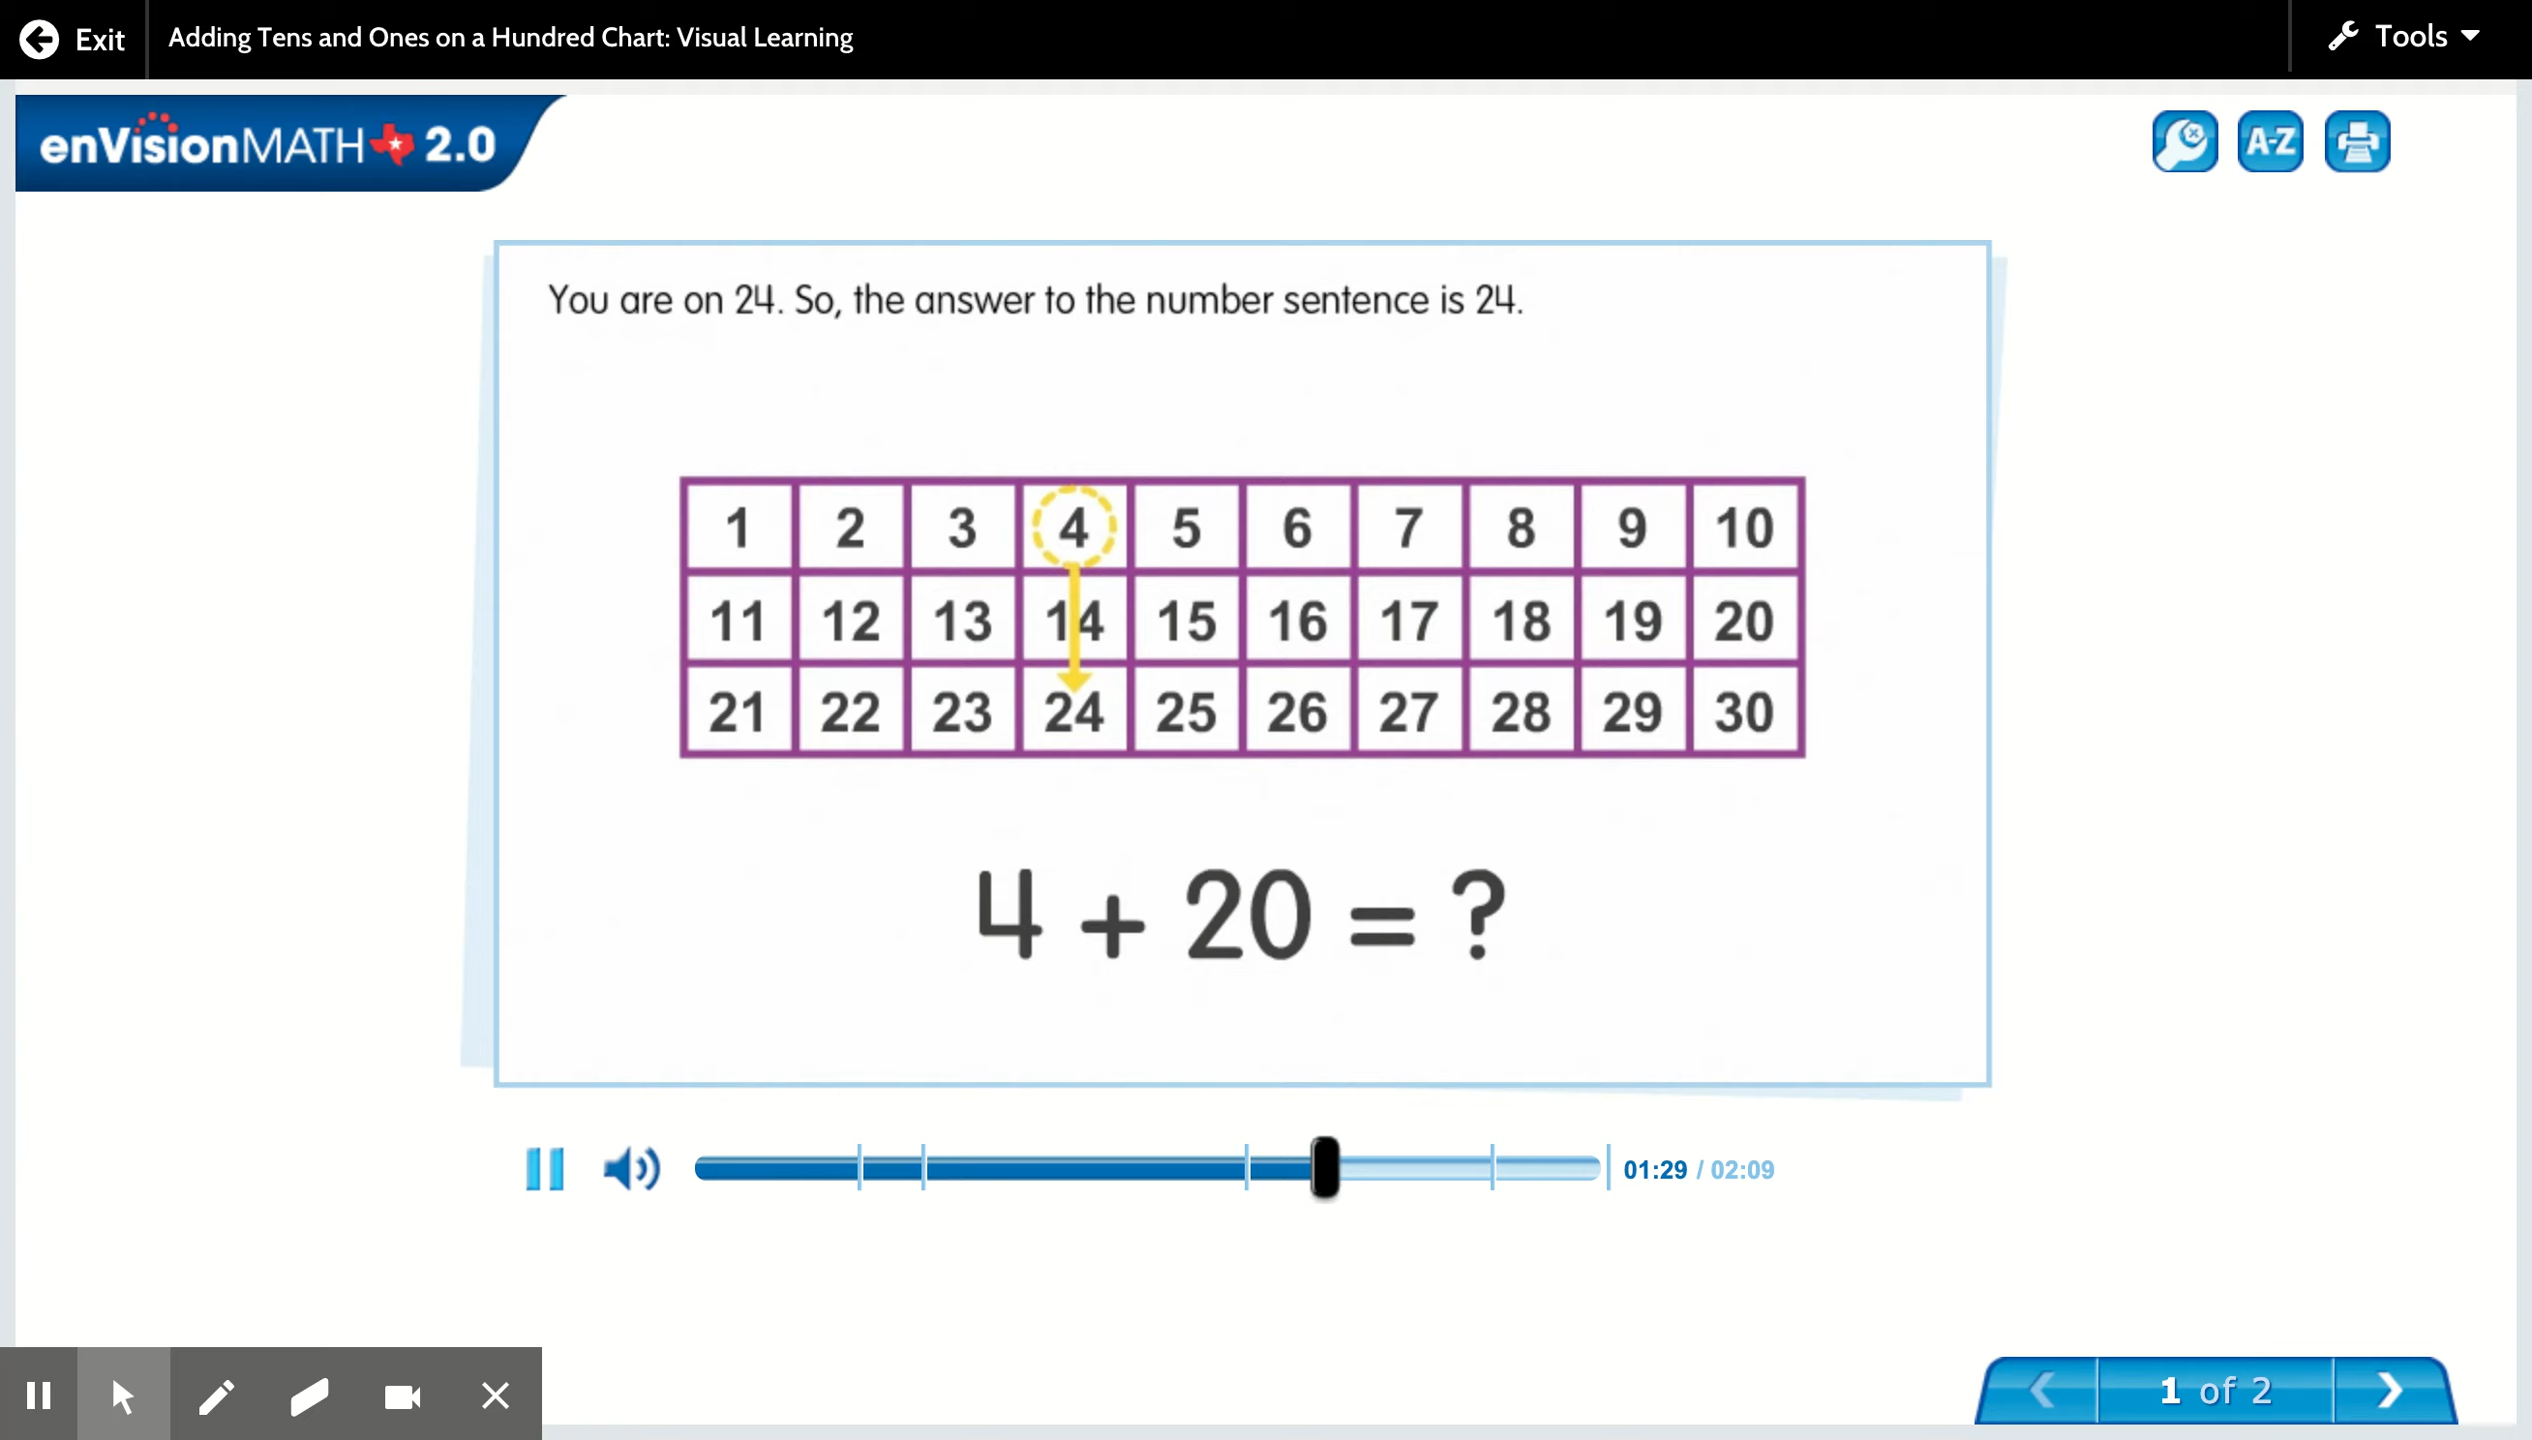 Exit
Adding Tens and Ones on a Hundred Chart: Visual Learning
Tools
enVisionMATH 2.0
A-Z
You are on 24. So, the answer to the number sentence is 24.
1 2 3 4 5 6 7 8 9 10
11 12 13 14 15 16 17 18 19 20
21 22 23 24 25 26 27 28 29 30
4 + 20 = ?
01:29 / 02:09
1 of 2